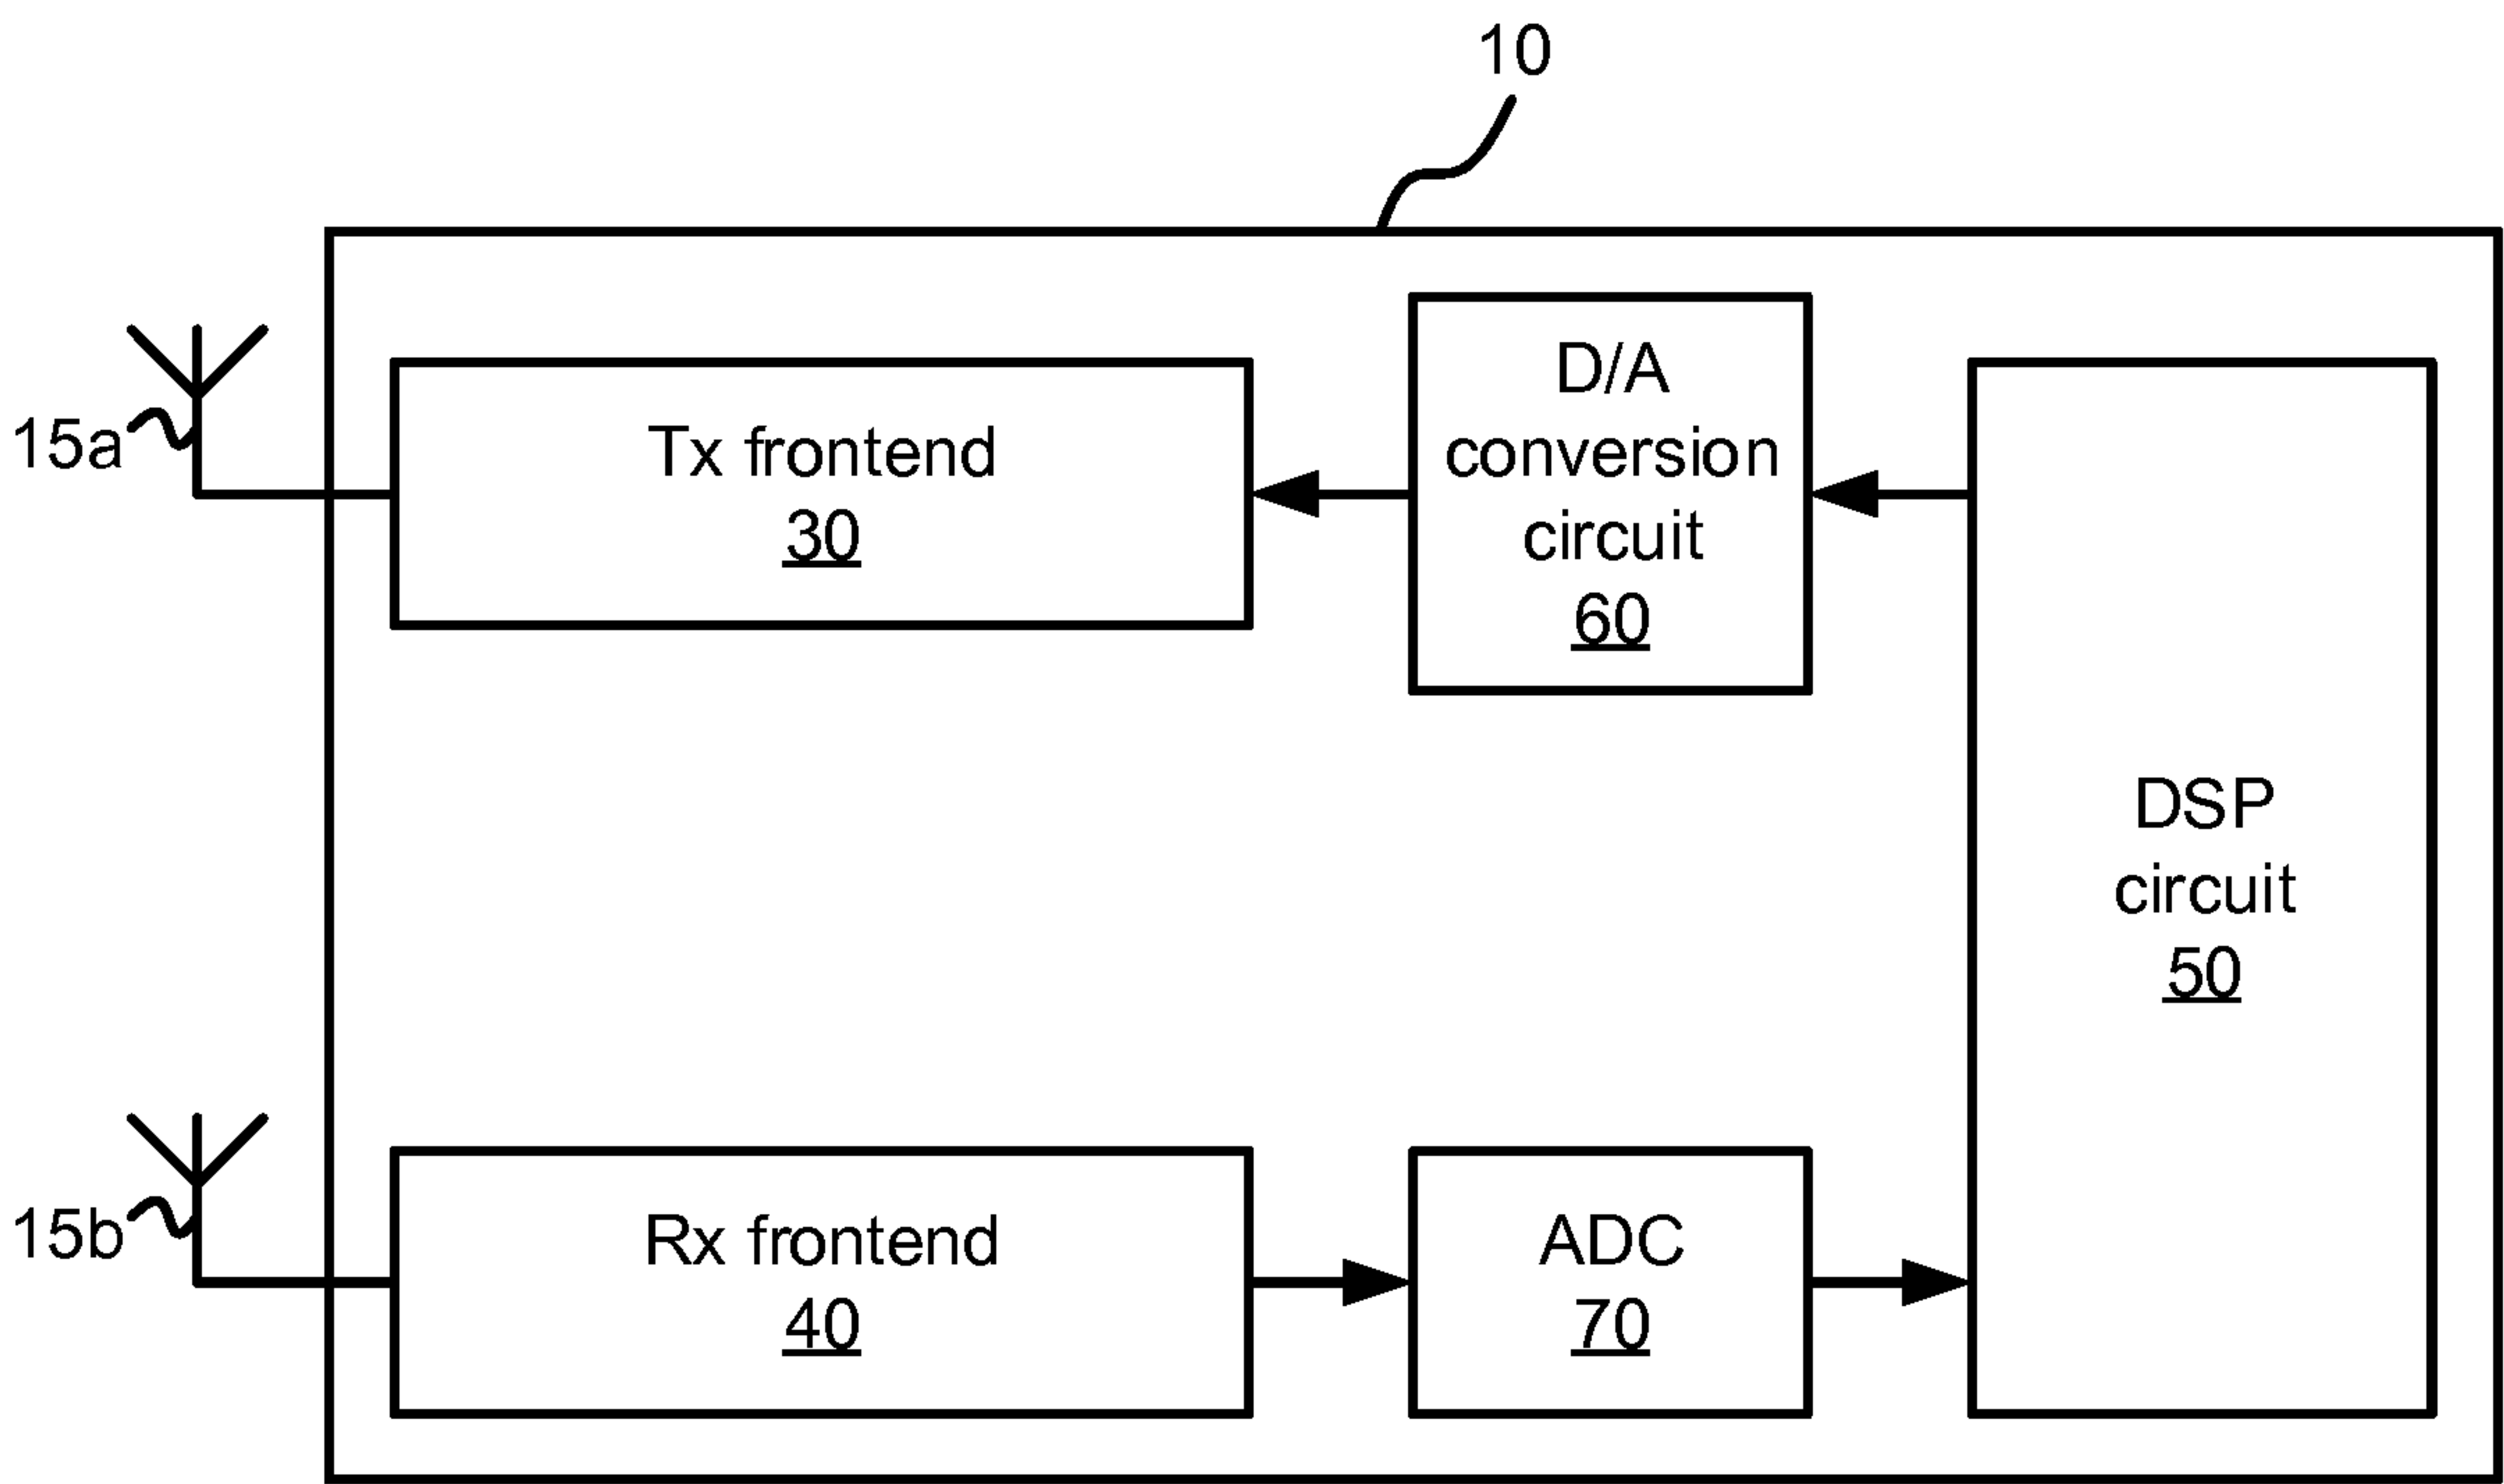 10
15a
Tx frontend
30
D/A
conversion
circuit
60
DSP
circuit
50
15b
Rx frontend
40
ADC
70